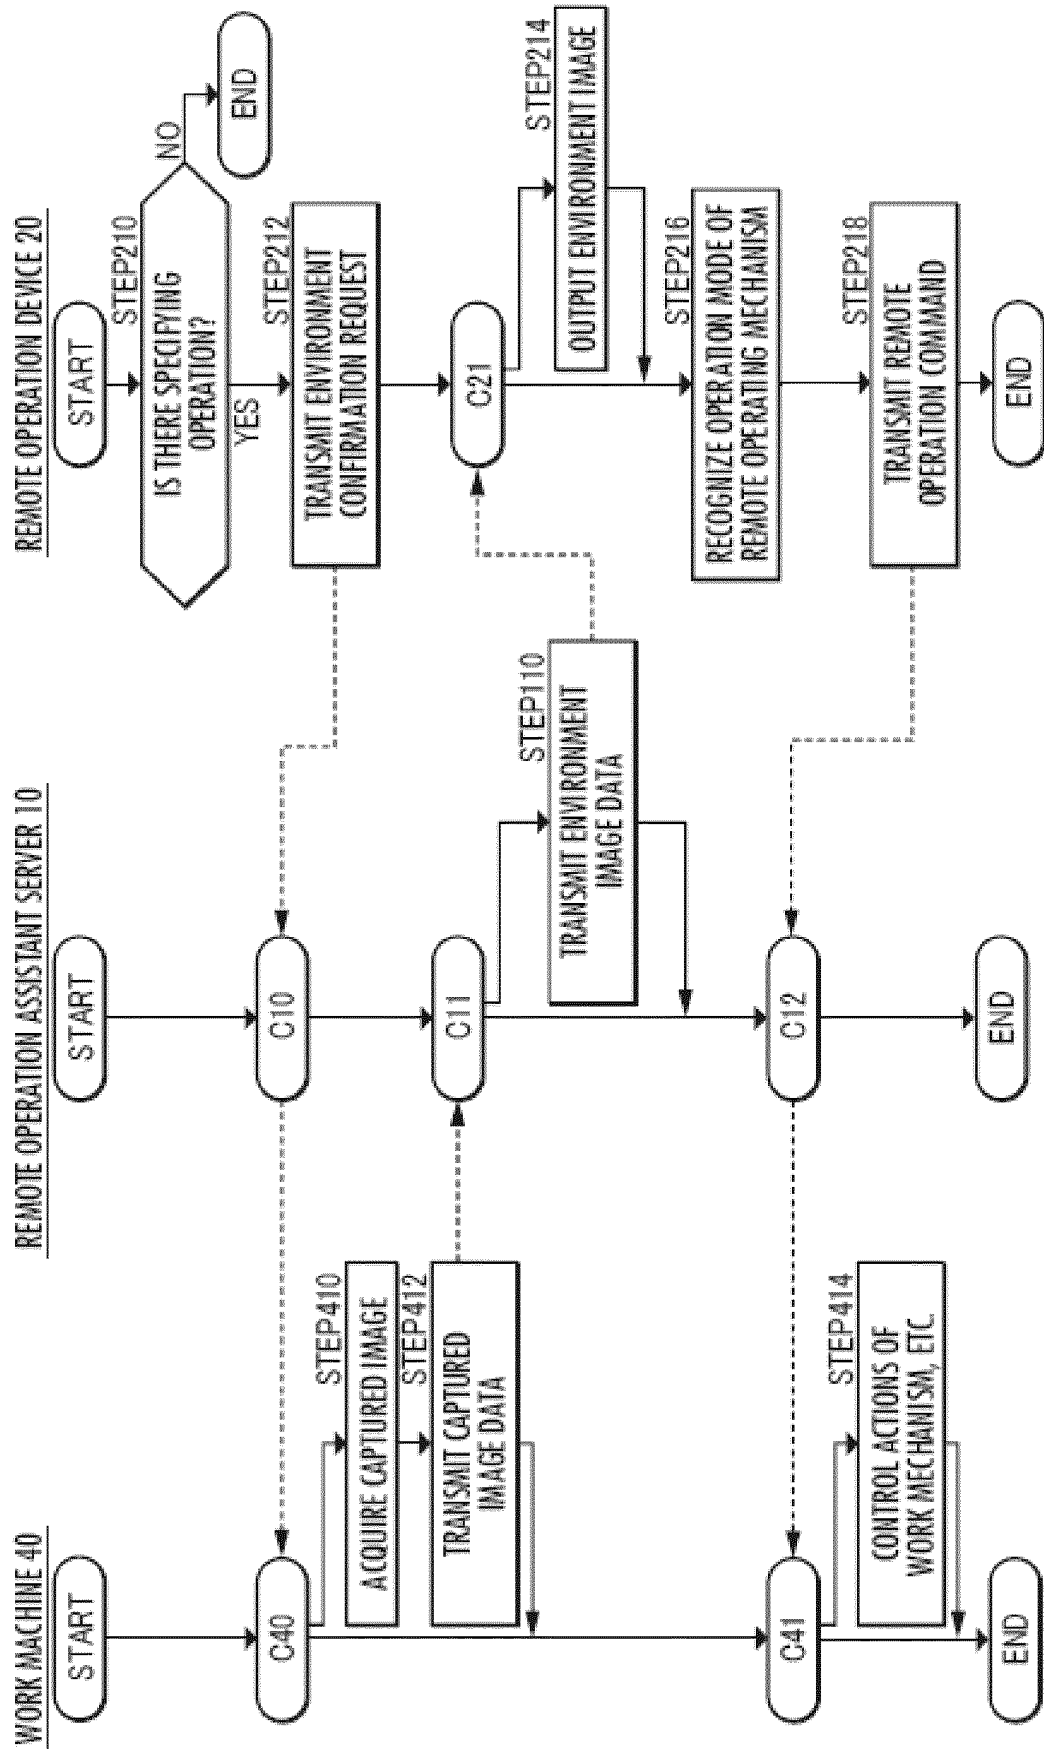 REMOTE OPERATION DEVICE 20
START
STEP210
IS THERE SPECIFYING
OPERATION?
NO
END
YES
STEP212
TRANSMIT ENVIRONMENT
CONFIRMATION REQUEST
C21
STEP214
OUTPUT ENVIRONMENT IMAGE
STEP216
RECOGNIZE OPERATION MODE OF
REMOTE OPERATING MECHANISM
STEP218
TRANSMIT REMOTE
OPERATION COMMAND
END
REMOTE OPERATION ASSISTANT SERVER 10
START
C10
C11
STEP110
TRANSMIT ENVIRONMENT
IMAGE DATA
C12
END
WORK MACHINE 40
START
C40
STEP410
ACQUIRE CAPTURED IMAGE
STEP412
TRANSMIT CAPTURED
IMAGE DATA
C41
STEP414
CONTROL ACTIONS OF
WORK MECHANISM, ETC.
END